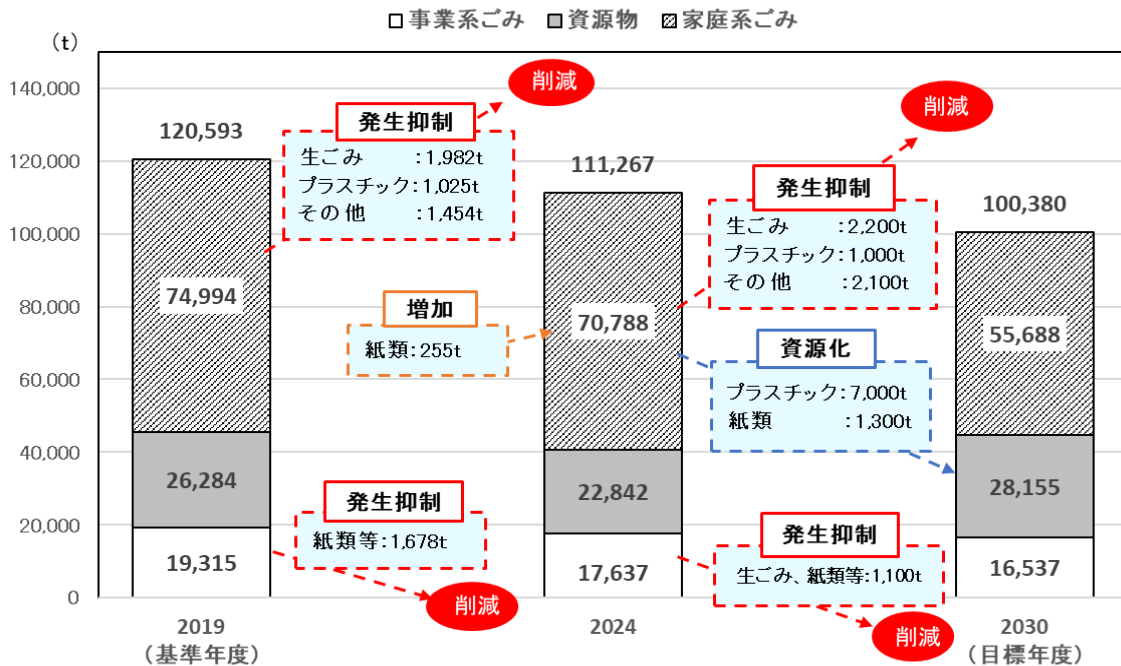 □事業系ごみ ■資源物 ▨家庭系ごみ
（t）
140,000
120,000
100,000
80,000
60,000
40,000
20,000
0
120,593
74,994
26,284
19,315
2019
（基準年度）
発生抑制
生ごみ　　：1,982t
プラスチック：1,025t
その他　　：1,454t
削減
増加
紙類：255t
発生抑制
紙類等：1,678t
削減
111,267
70,788
22,842
17,637
2024
発生抑制
生ごみ　　：2,200t
プラスチック：1,000t
その他　　：2,100t
削減
資源化
プラスチック：7,000t
紙類　　　：1,300t
発生抑制
生ごみ、紙類等：1,100t
削減
100,380
55,688
28,155
16,537
2030
（目標年度）